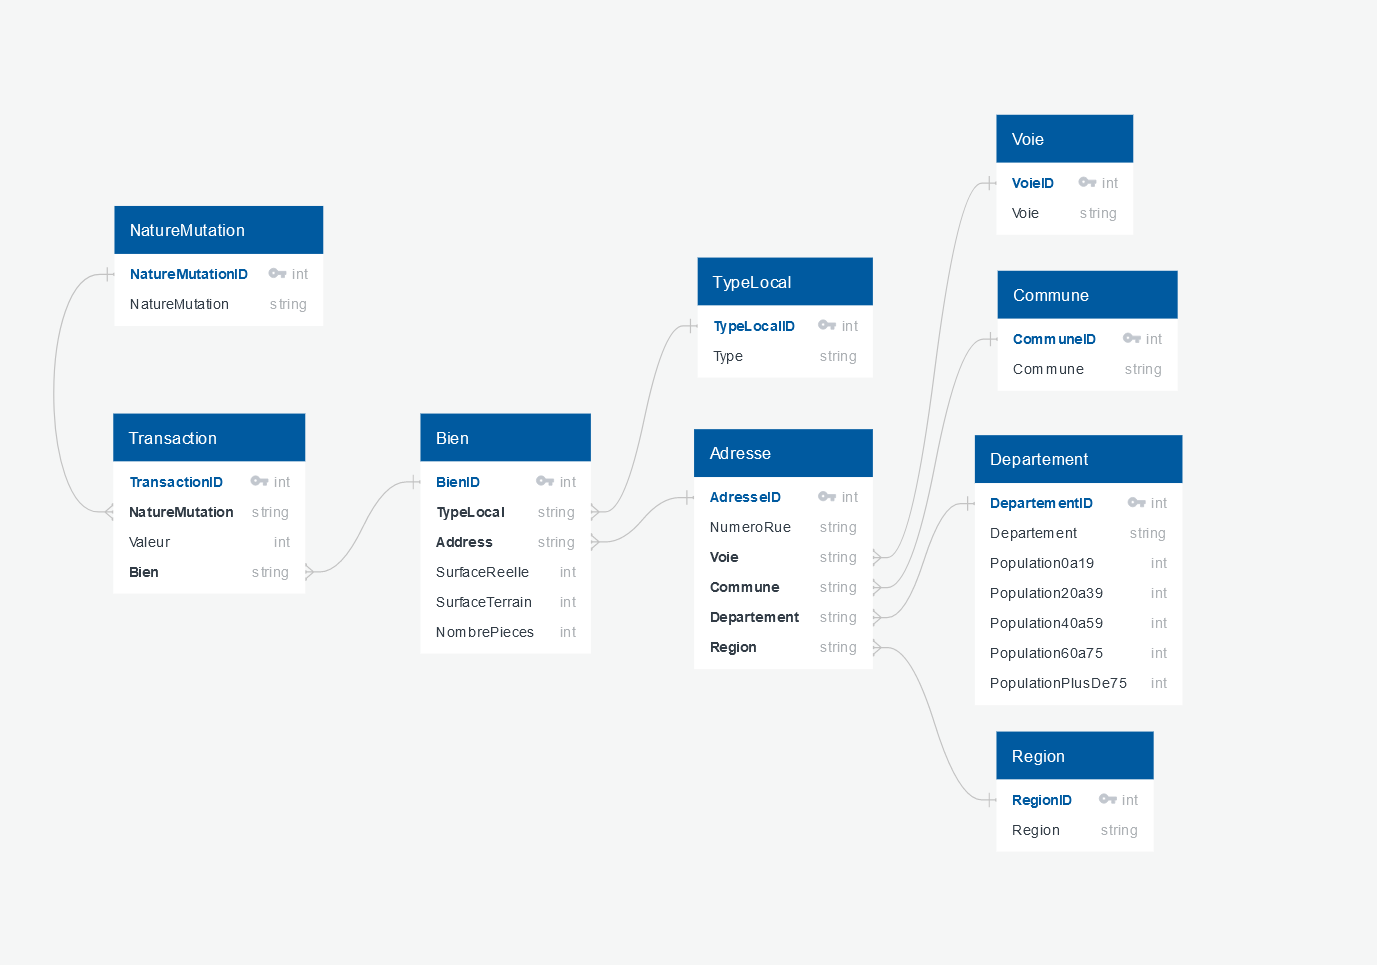 NatureMutation
NatureMutationID int
NatureMutation string
Transaction
TransactionID int
NatureMutation string
Valeur int
Bien string
Bien
BienID int
TypeLocal string
Address string
SurfaceReelle int
SurfaceTerrain int
NombrePieces int
TypeLocal
TypeLocalID int
Type string
Adresse
AdresseID int
NumeroRue string
Voie string
Commune string
Departement string
Region string
Voie
VoieID int
Voie string
Commune
CommuneID int
Commune string
Departement
DepartementID int
Departement string
Population0a19 int
Population20a39 int
Population40a59 int
Population60a75 int
PopulationPlusDe75 int
Region
RegionID int
Region string